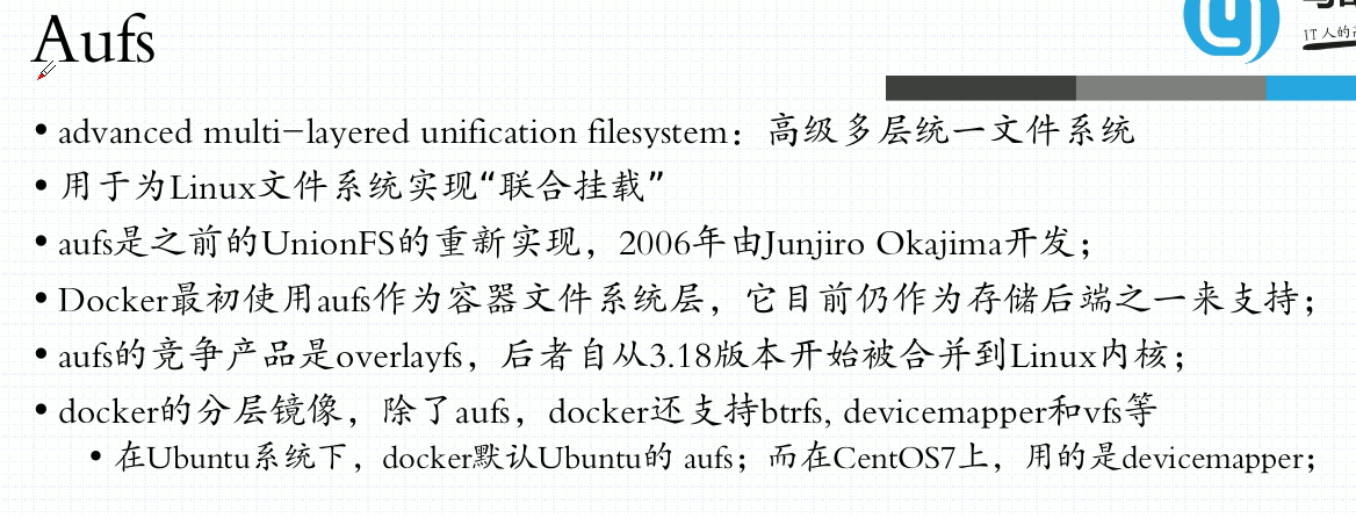 Aufs
IT人的
• advanced multi-layered unification filesystem：高级多层统一文件系统
• 用于为Linux文件系统实现“联合挂载”
• aufs是之前的UnionFS的重新实现，2006年由Junjiro Okajima开发；
• Docker最初使用aufs作为容器文件系统层，它目前仍作为存储后端之一来支持；
• aufs的竞争产品是overlayfs，后者自从3.18版本开始被合并到Linux内核；
• docker的分层镜像，除了aufs，docker还支持btrfs, devicemapper和vfs等
• 在Ubuntu系统下，docker默认Ubuntu的 aufs；而在CentOS7上，用的是devicemapper；